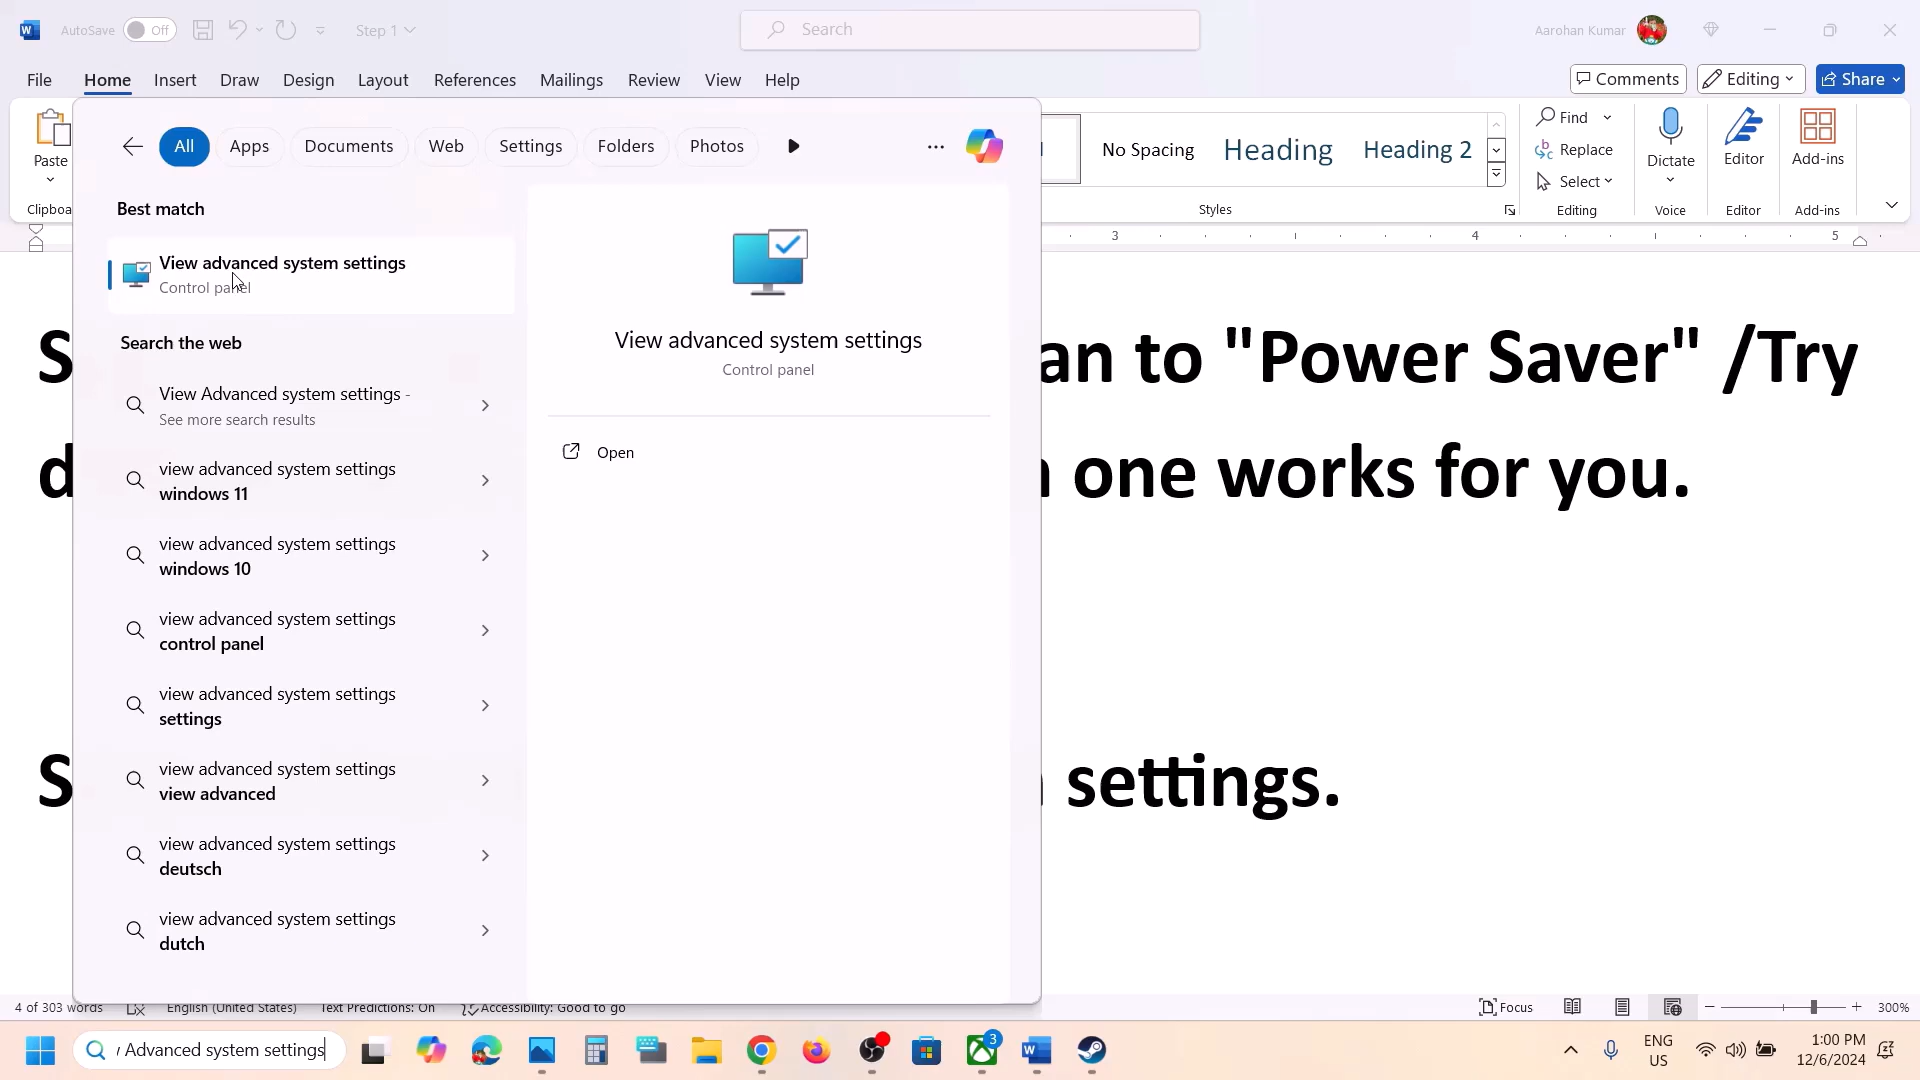 AutoSave Off Step 1 Search Aarohan Kumar
File Home Insert Draw Design Layout References Mailings Review View Help Comments Editing Share
Paste
Clipboa
No Spacing Heading Heading 2
Styles
Find
Replace
Select
Editing
Dictate
Voice
Editor
Editor
Add-ins
Add-ins
3 4 5
All Apps Documents Web Settings Folders Photos
Best match
View advanced system settings
Control panel
Search the web
View Advanced system settings -
See more search results
view advanced system settings
windows 11
view advanced system settings
windows 10
view advanced system settings
control panel
view advanced system settings
settings
view advanced system settings
view advanced
view advanced system settings
deutsch
view advanced system settings
dutch
View advanced system settings
Control panel
Open
S an to "Power Saver" /Try
d one works for you.
S settings.
4 of 303 words English (United States) Text Predictions: On Accessibility: Good to go Focus 300%
Advanced system settings 3 ENG
US
1:00 PM
12/6/2024